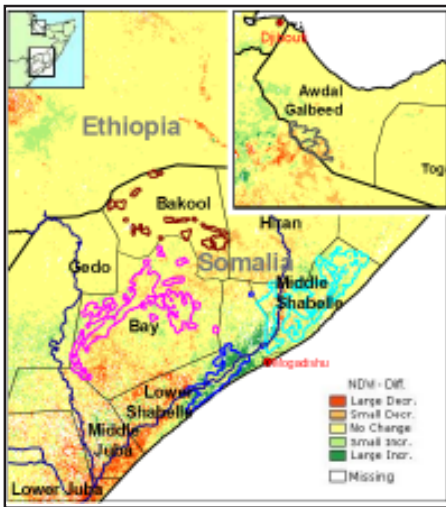 Djibouti
Awdal
Galbeed
Tog
Ethiopia
Bakool
Hiran
Gedo
Somalia
Middle
Shabelle
Bay
Mogadishu
Lower
Shabelle
Middle
Juba
Lower Juba
NDVI - Diff.
Large Decr.
Small Decr.
No Change
Small Incr.
Large Incr.
Missing